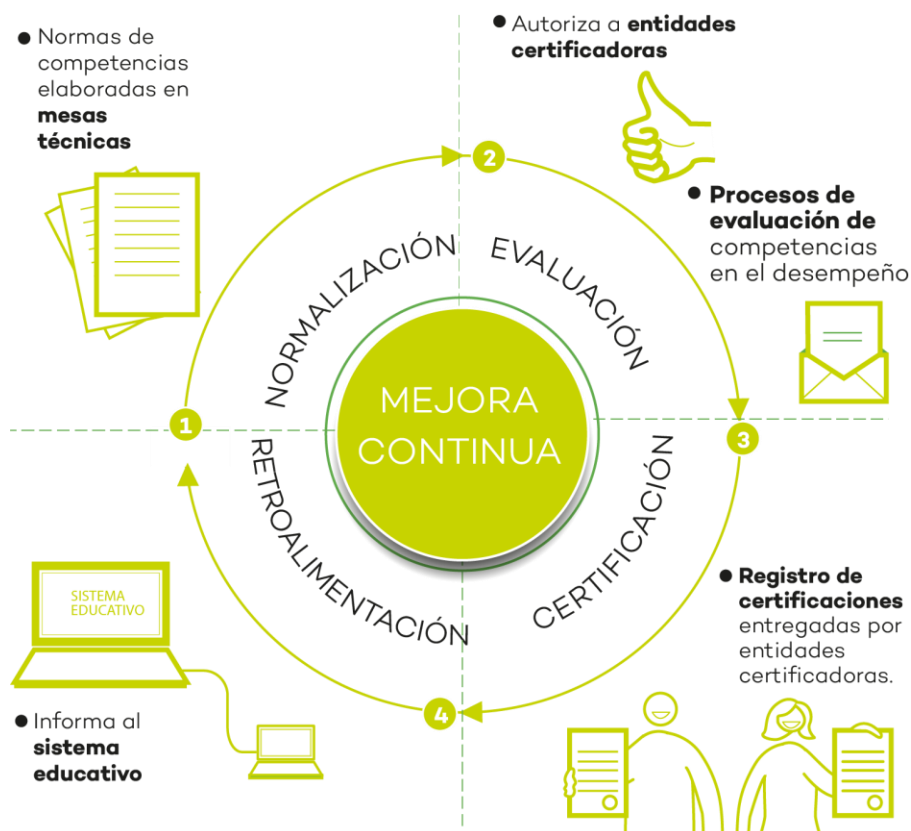 ● Normas de
competencias
elaboradas en
mesas
técnicas
● Autoriza a entidades
certificadoras
● Procesos de
evaluación de
competencias
en el desempeño
1
2
3
4
NORMALIZACIÓN
EVALUACIÓN
MEJORA
CONTINUA
RETROALIMENTACIÓN
CERTIFICACIÓN
● Registro de
certificaciones
entregadas por
entidades
certificadoras.
SISTEMA
EDUCATIVO
● Informa al
sistema
educativo